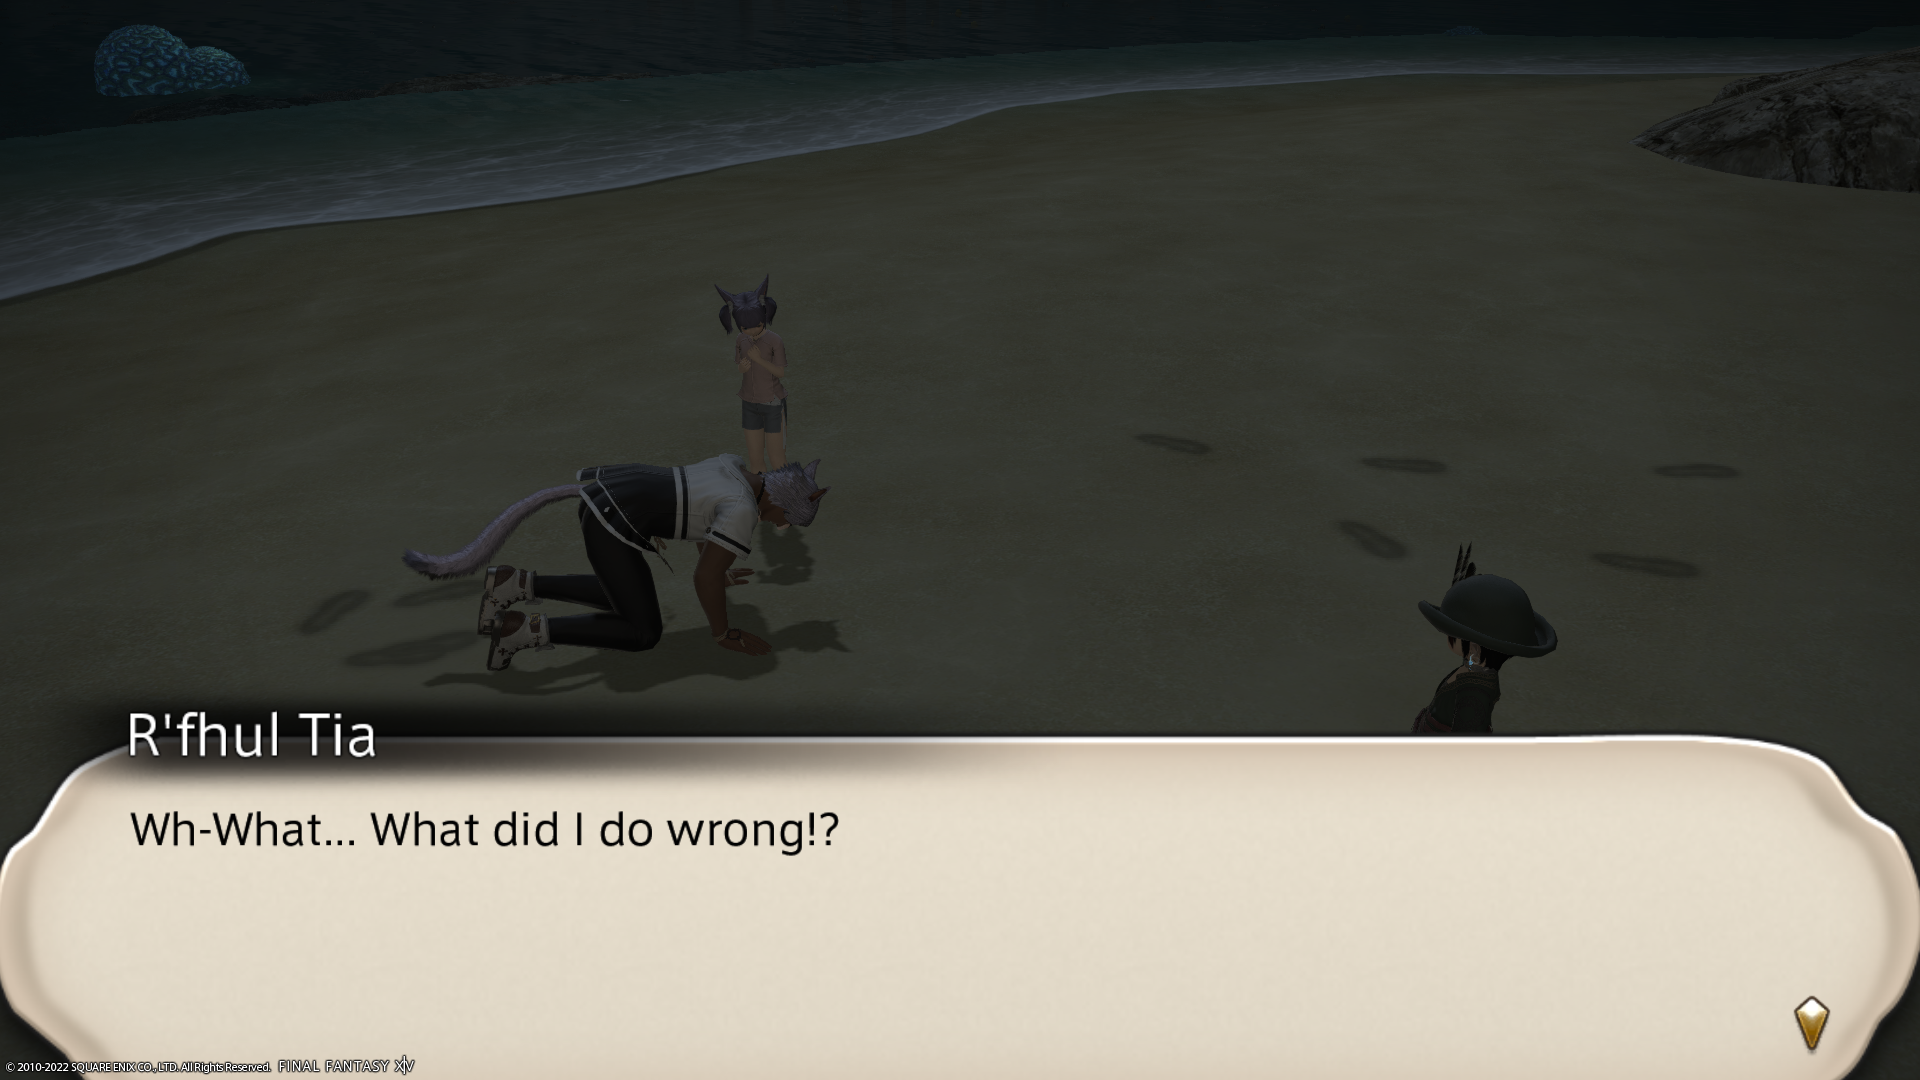 R'fhul Tia
Wh-What... What did I do wrong!?
© 2010-2022 SQUARE ENIX CO., LTD. All Rights Reserved. FINAL FANTASY XIV